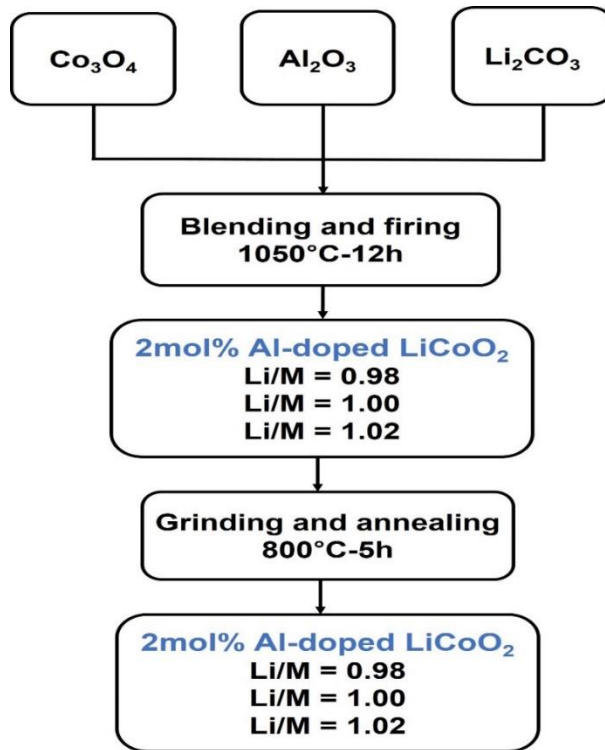 Co₃O₄
Al₂O₃
Li₂CO₃
Blending and firing
1050°C-12h
2mol% Al-doped LiCoO₂
Li/M = 0.98
Li/M = 1.00
Li/M = 1.02
Grinding and annealing
800°C-5h
2mol% Al-doped LiCoO₂
Li/M = 0.98
Li/M = 1.00
Li/M = 1.02